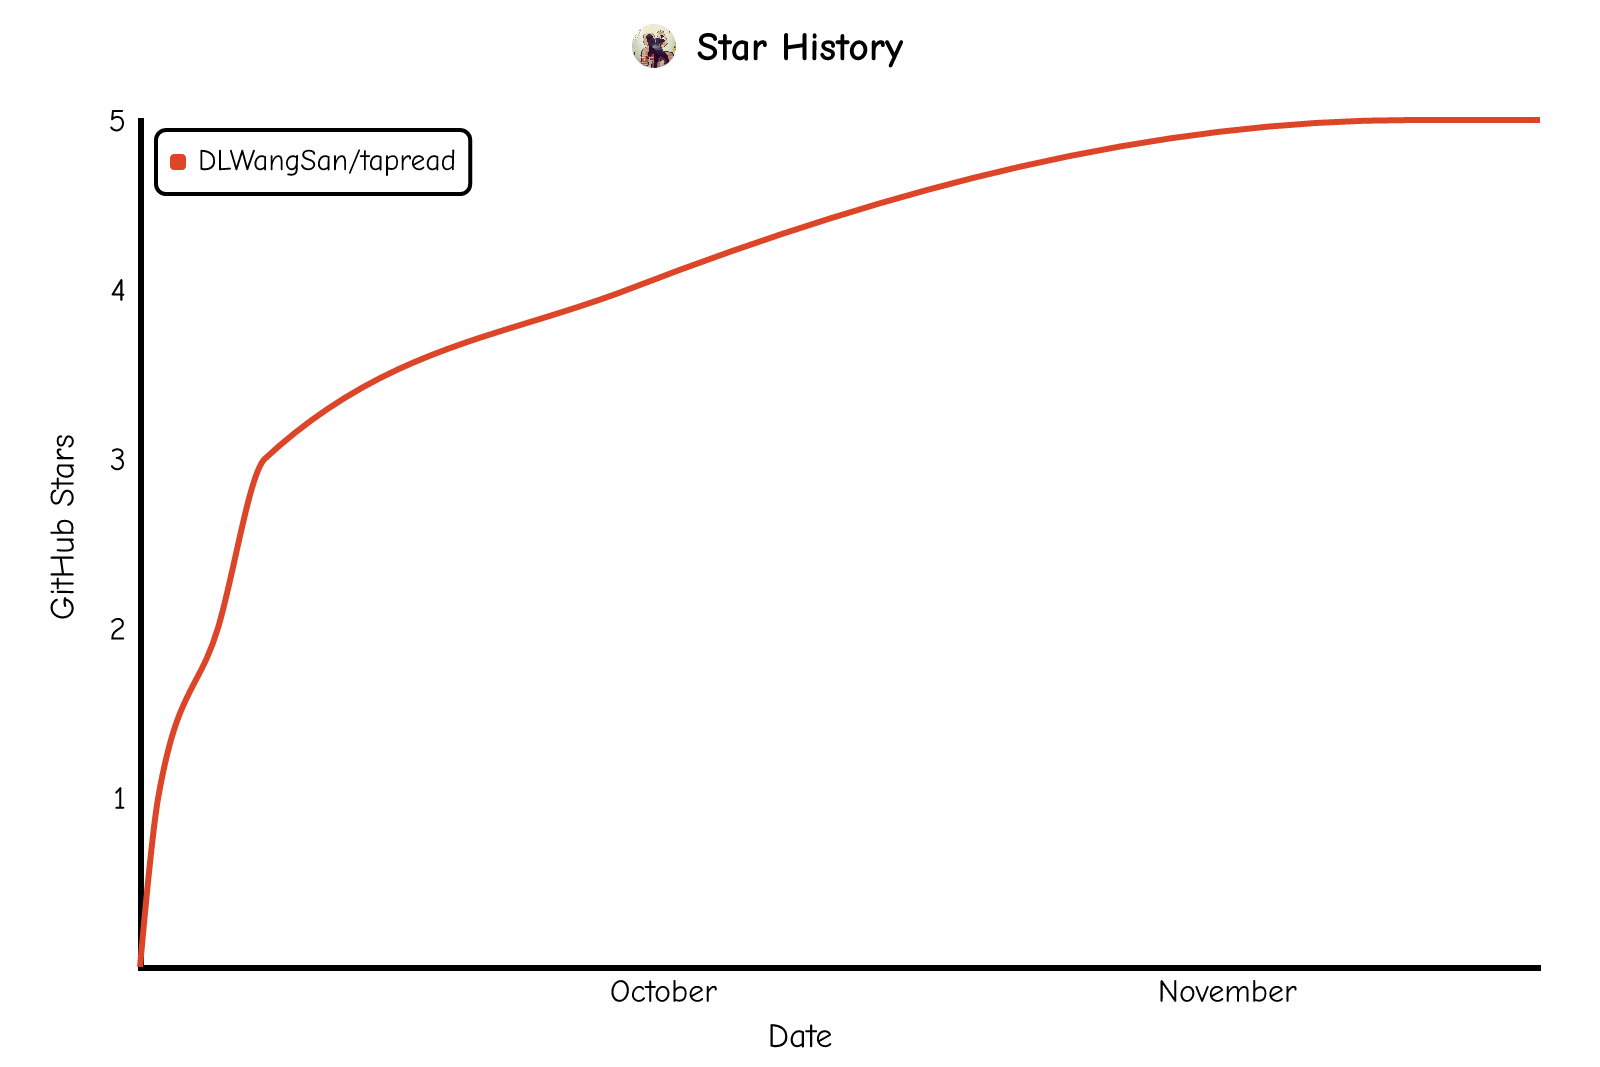 Star History
DLWangSan/tapread
5
4
3
2
1
GitHub Stars
October
November
Date